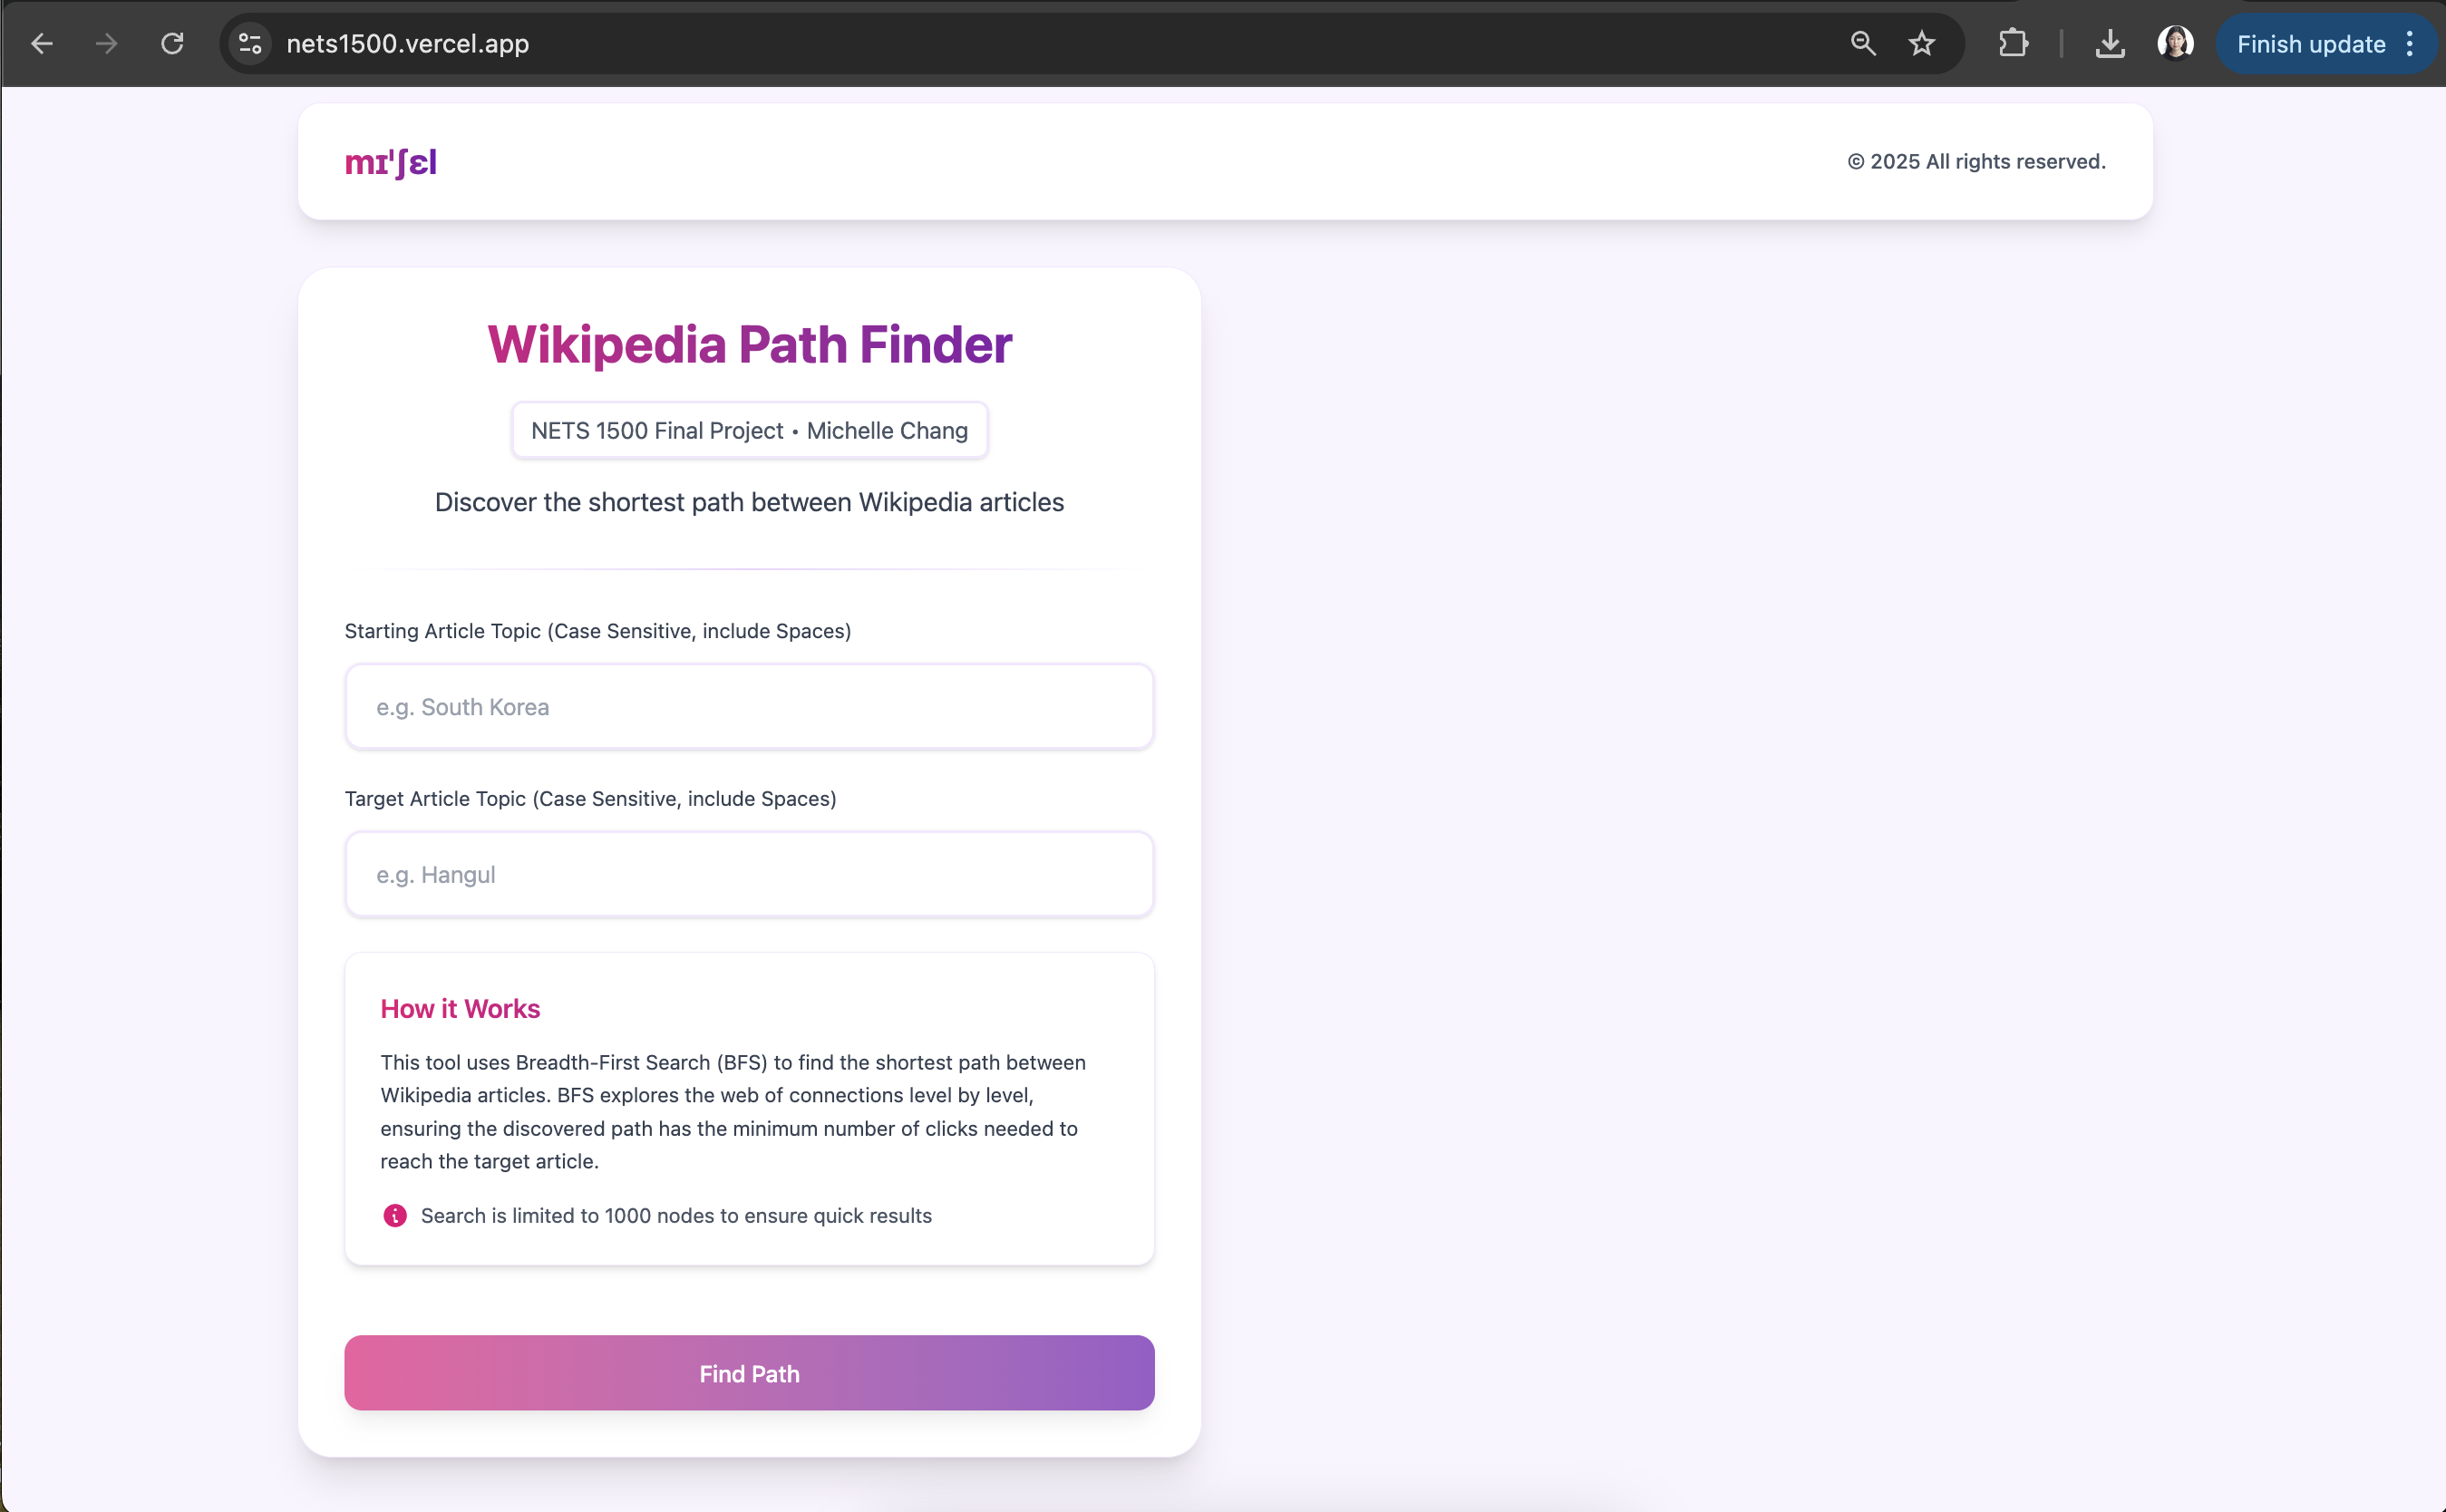 nets1500.vercel.app
Finish update
mɪˈʃɛl
© 2025 All rights reserved.
Wikipedia Path Finder
NETS 1500 Final Project • Michelle Chang
Discover the shortest path between Wikipedia articles
Starting Article Topic (Case Sensitive, include Spaces)
e.g. South Korea
Target Article Topic (Case Sensitive, include Spaces)
e.g. Hangul
How it Works
This tool uses Breadth-First Search (BFS) to find the shortest path between
Wikipedia articles. BFS explores the web of connections level by level,
ensuring the discovered path has the minimum number of clicks needed to
reach the target article.
Search is limited to 1000 nodes to ensure quick results
Find Path